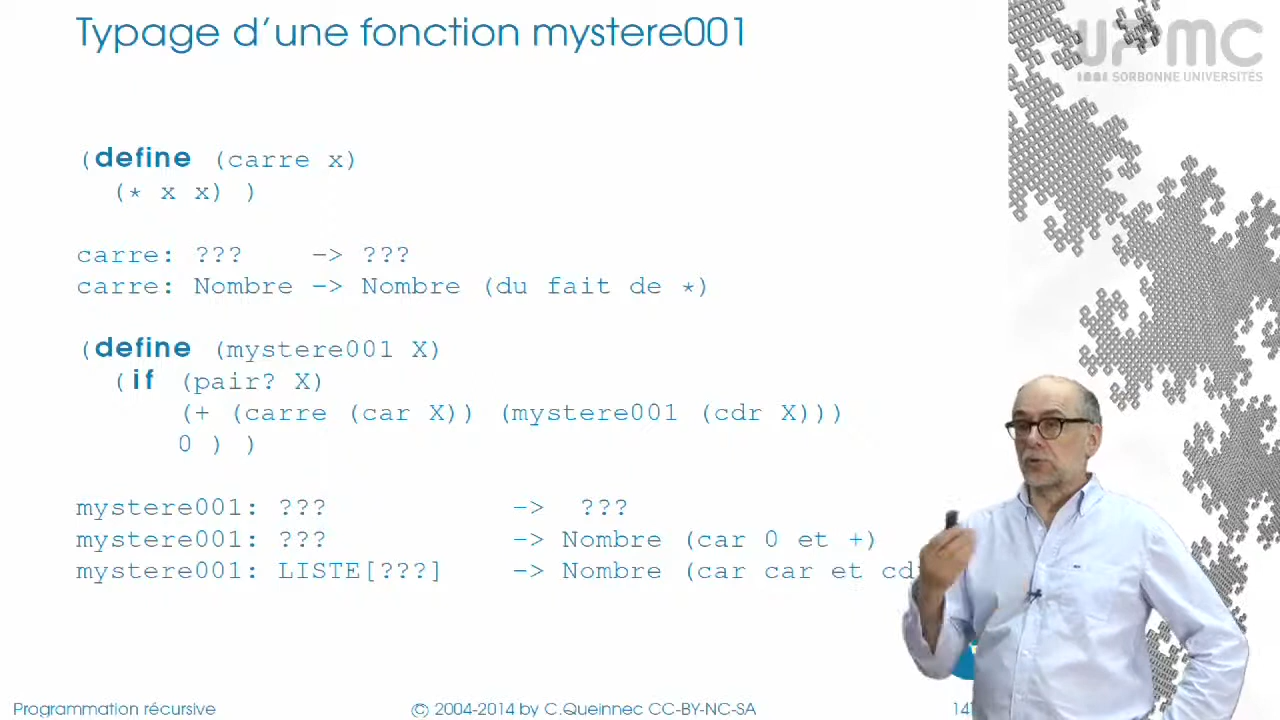 Typage d'une fonction mystere001
UPMC
SORBONNE UNIVERSITÉS
(define (carre x)
(* x x) )
carre: ??? -> ???
carre: Nombre -> Nombre (du fait de *)
(define (mystere001 X)
(if (pair? X)
(+ (carre (car X)) (mystere001 (cdr X)))
0 ) )
mystere001: ??? -> ???
mystere001: ??? -> Nombre (car 0 et +)
mystere001: LISTE[???] -> Nombre (car car et
Programmation récursive
© 2004-2014 by C.Queinnec CC-BY-NC-SA